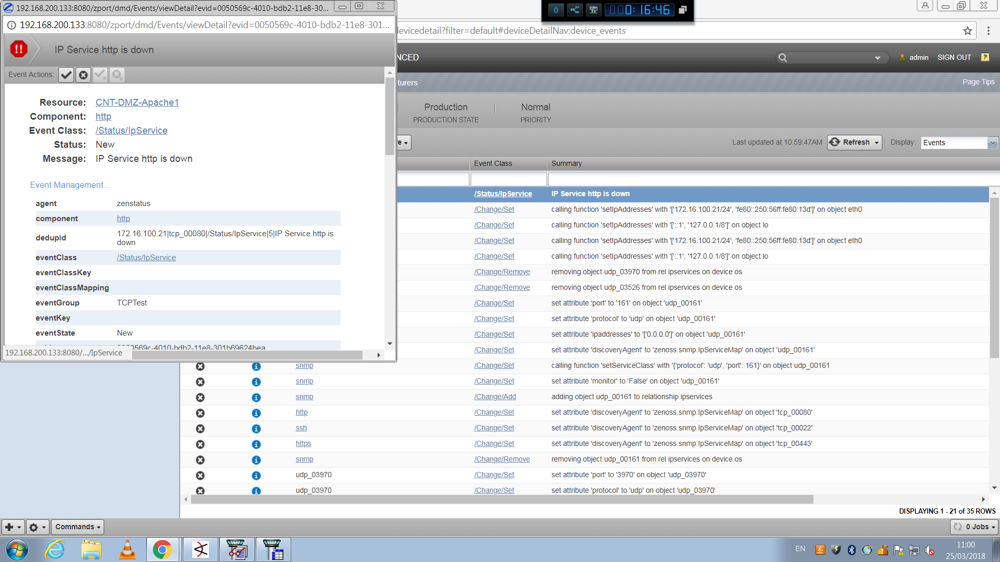 192.168.200.133:8080/zport/dmd/Events/viewDetail?evid=0050569c-4010-bdb2-11e8-30...
192.168.200.133:8080/zport/dmd/Events/viewDetail?evid=0050569c-4010-bdb2-11e8-301...
IP Service http is down
Event Actions:
Resource: CNT-DMZ-Apache1
Component: http
Event Class: /Status/IpService
Status: New
Message: IP Service http is down
Event Management...
agent zenstatus
component http
dedupid 172.16.100.21|tcp_00080|/Status/IpService|5|IP Service http is
down
eventClass /Status/IpService
eventClassKey
eventClassMapping
eventGroup TCPTest
eventKey
eventState New
0050569c-4010-bdb2-11e8-301b69624bea
192.168.200.133:8080/.../IpService
0 0:16:46
evicedetail?filter=default#deviceDetailNav:device_events
NCED
admin SIGN OUT ?
turers Page Tips
Production Normal
PRODUCTION STATE PRIORITY
e Last updated at 10:59:47AM Refresh Display: Events
Event Class Summary
/Status/IpService IP Service http is down
/Change/Set calling function 'setIpAddresses' with '['172.16.100.21/24', 'fe80::250:56ff:fe80:13d']' on object eth0
/Change/Set calling function 'setIpAddresses' with '['::1', '127.0.0.1/8']' on object lo
/Change/Set calling function 'setIpAddresses' with '['172.16.100.21/24', 'fe80::250:56ff:fe80:13d']' on object eth0
/Change/Set calling function 'setIpAddresses' with '['::1', '127.0.0.1/8']' on object lo
/Change/Remove removing object udp_03970 from rel ipservices on device os
/Change/Remove removing object udp_03526 from rel ipservices on device os
/Change/Set set attribute 'port' to '161' on object 'udp_00161'
/Change/Set set attribute 'protocol' to 'udp' on object 'udp_00161'
/Change/Set set attribute 'ipaddresses' to '['0.0.0.0']' on object 'udp_00161'
/Change/Set set attribute 'discoveryAgent' to 'zenoss.snmp.IpServiceMap' on object 'udp_00161'
snmp /Change/Set calling function 'setServiceClass' with '{'protocol': 'udp', 'port': 161}' on object udp_00161
snmp /Change/Set set attribute 'monitor' to 'False' on object 'udp_00161'
snmp /Change/Add adding object udp_00161 to relationship ipservices
http /Change/Set set attribute 'discoveryAgent' to 'zenoss.snmp.IpServiceMap' on object 'tcp_00080'
ssh /Change/Set set attribute 'discoveryAgent' to 'zenoss.snmp.IpServiceMap' on object 'tcp_00022'
https /Change/Set set attribute 'discoveryAgent' to 'zenoss.snmp.IpServiceMap' on object 'tcp_00443'
snmp /Change/Remove removing object udp_00161 from rel ipservices on device os
udp_03970 /Change/Set set attribute 'port' to '3970' on object 'udp_03970'
udp_03970 /Change/Set set attribute 'protocol' to 'udp' on object 'udp_03970'
DISPLAYING 1 - 21 of 35 ROWS
Commands 0 Jobs
EN 11:00
25/03/2018